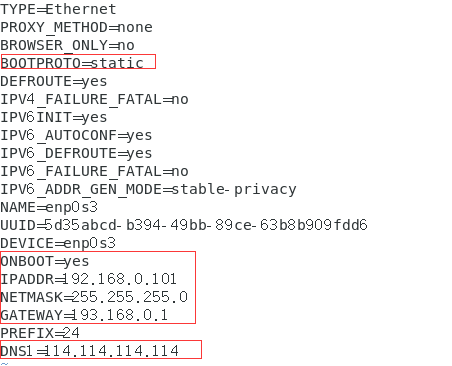 TYPE=Ethernet
PROXY_METHOD=none
BROWSER_ONLY=no
BOOTPROTO=static
DEFROUTE=yes
IPV4_FAILURE_FATAL=no
IPV6INIT=yes
IPV6_AUTOCONF=yes
IPV6_DEFROUTE=yes
IPV6_FAILURE_FATAL=no
IPV6_ADDR_GEN_MODE=stable-privacy
NAME=enp0s3
UUID=5d35abcd-b394-49bb-89ce-63b8b909fdd6
DEVICE=enp0s3
ONBOOT=yes
IPADDR=192.168.0.101
NETMASK=255.255.255.0
GATEWAY=193.168.0.1
PREFIX=24
DNS1=114.114.114.114
~